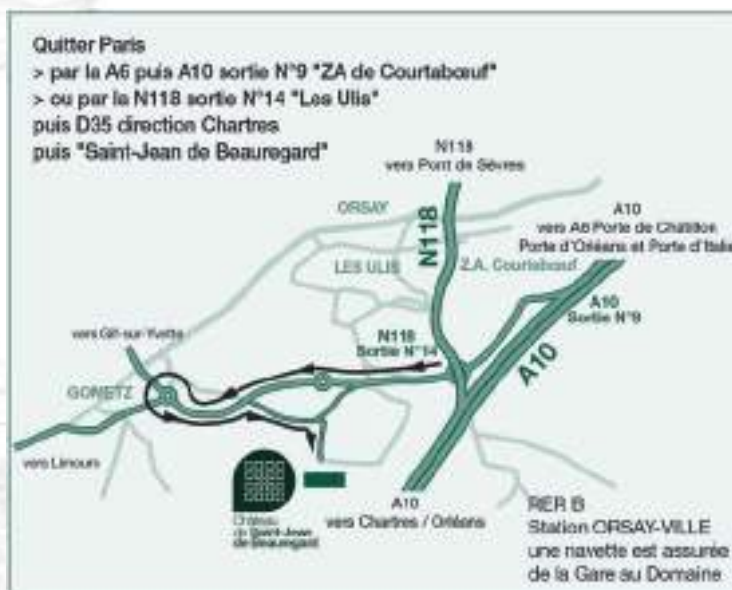 Quitter Paris
> par la A6 puis A10 sortie N°9 "ZA de Courtabœuf"
> ou par la N118 sortie N°14 "Les Ulis"
puis D35 direction Chartres
puis "Saint-Jean de Beauregard"
N118
vers Pont de Sèvres
ORSAY
A10
vers A6 Porte de Châtillon
Porte d'Orléans et Porte d'Italie
N118
LES ULIS
Z.A. Courtabœuf
A10
Sortie N°9
vers Gif-sur-Yvette
N118
Sortie N°14
A10
GOMETZ
vers Limours
Château
de Saint-Jean
de Beauregard
A10
vers Chartres / Orléans
RER B
Station ORSAY-VILLE
une navette est assurée
de la Gare au Domaine